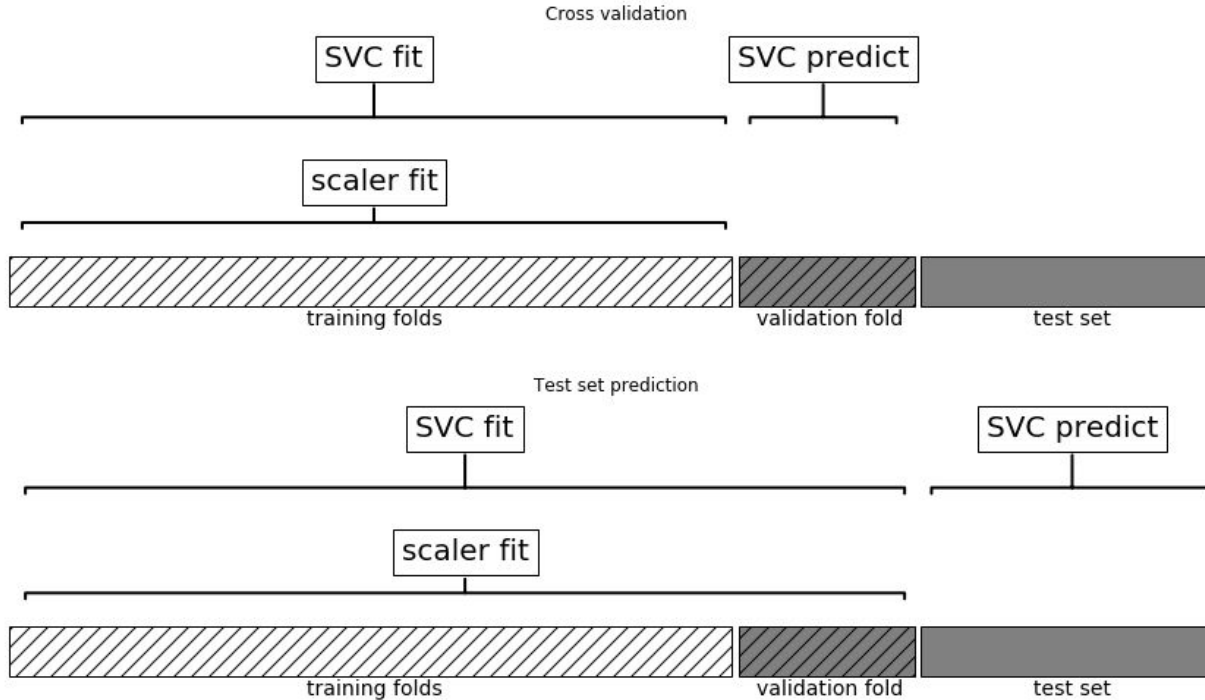 Cross validation
SVC fit
SVC predict
scaler fit
training folds
validation fold
test set
Test set prediction
SVC fit
SVC predict
scaler fit
training folds
validation fold
test set